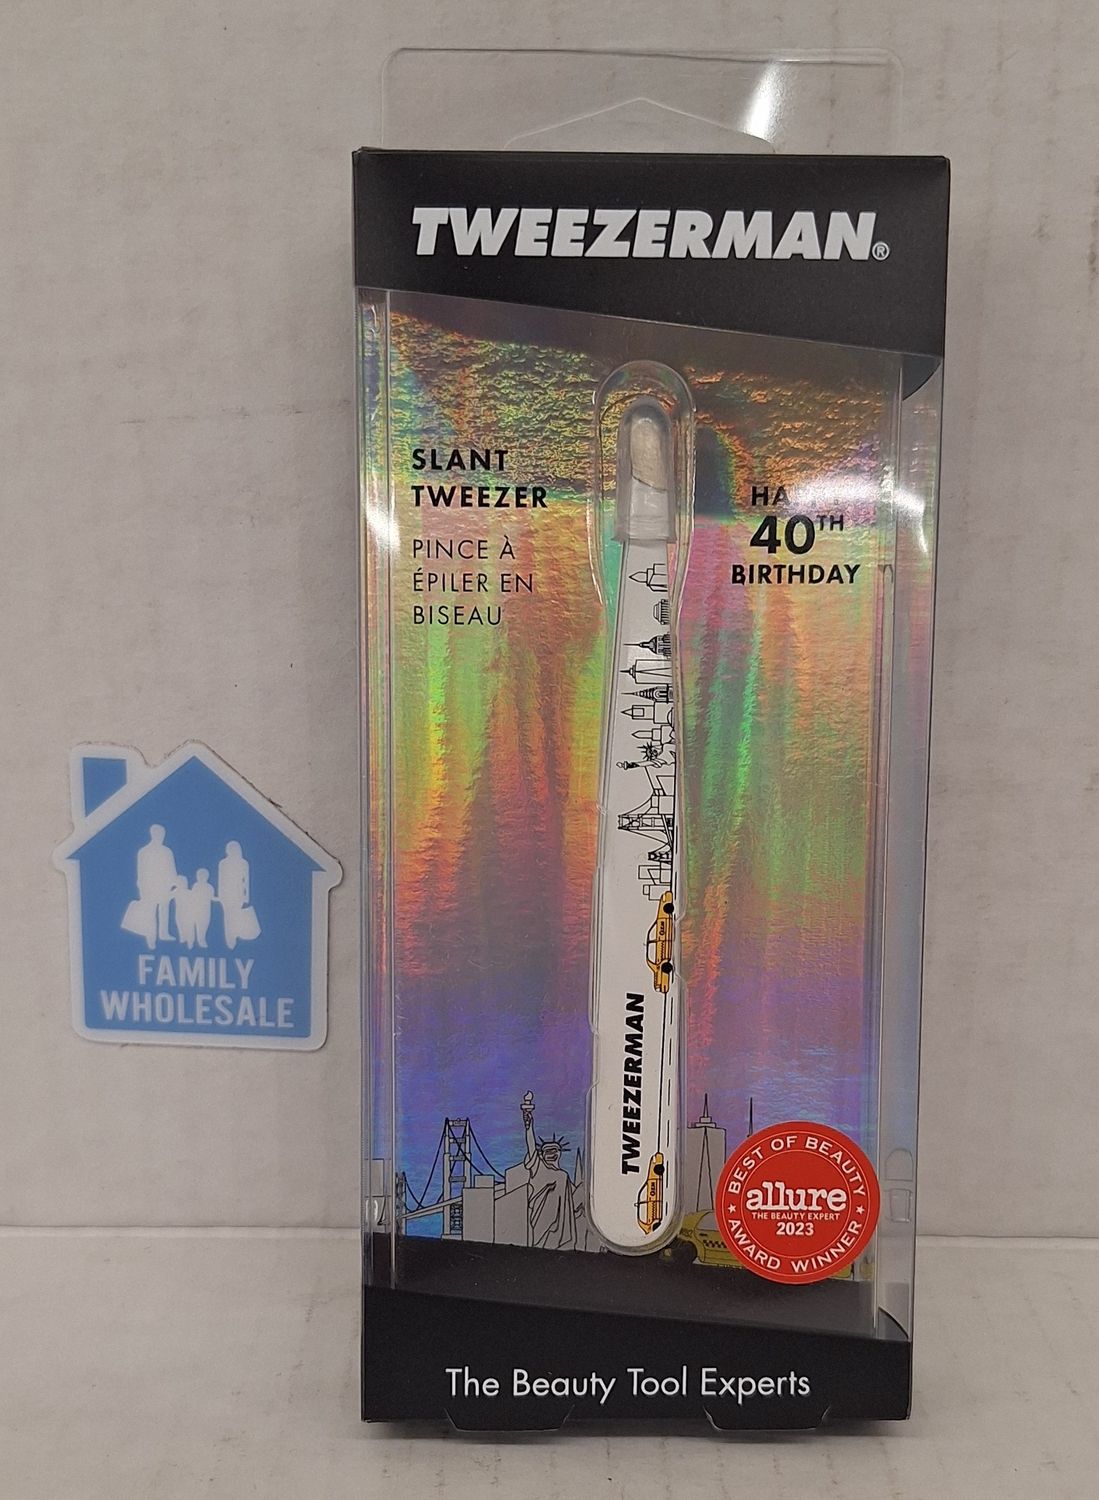 TWEEZERMAN®
SLANT
TWEEZER
PINCE À
ÉPILER EN
BISEAU
40TH
BIRTHDAY
TWEEZERMAN
FAMILY
WHOLESALE
BEST OF BEAUTY
allure
THE BEAUTY EXPERT
2023
AWARD WINNER
The Beauty Tool Experts